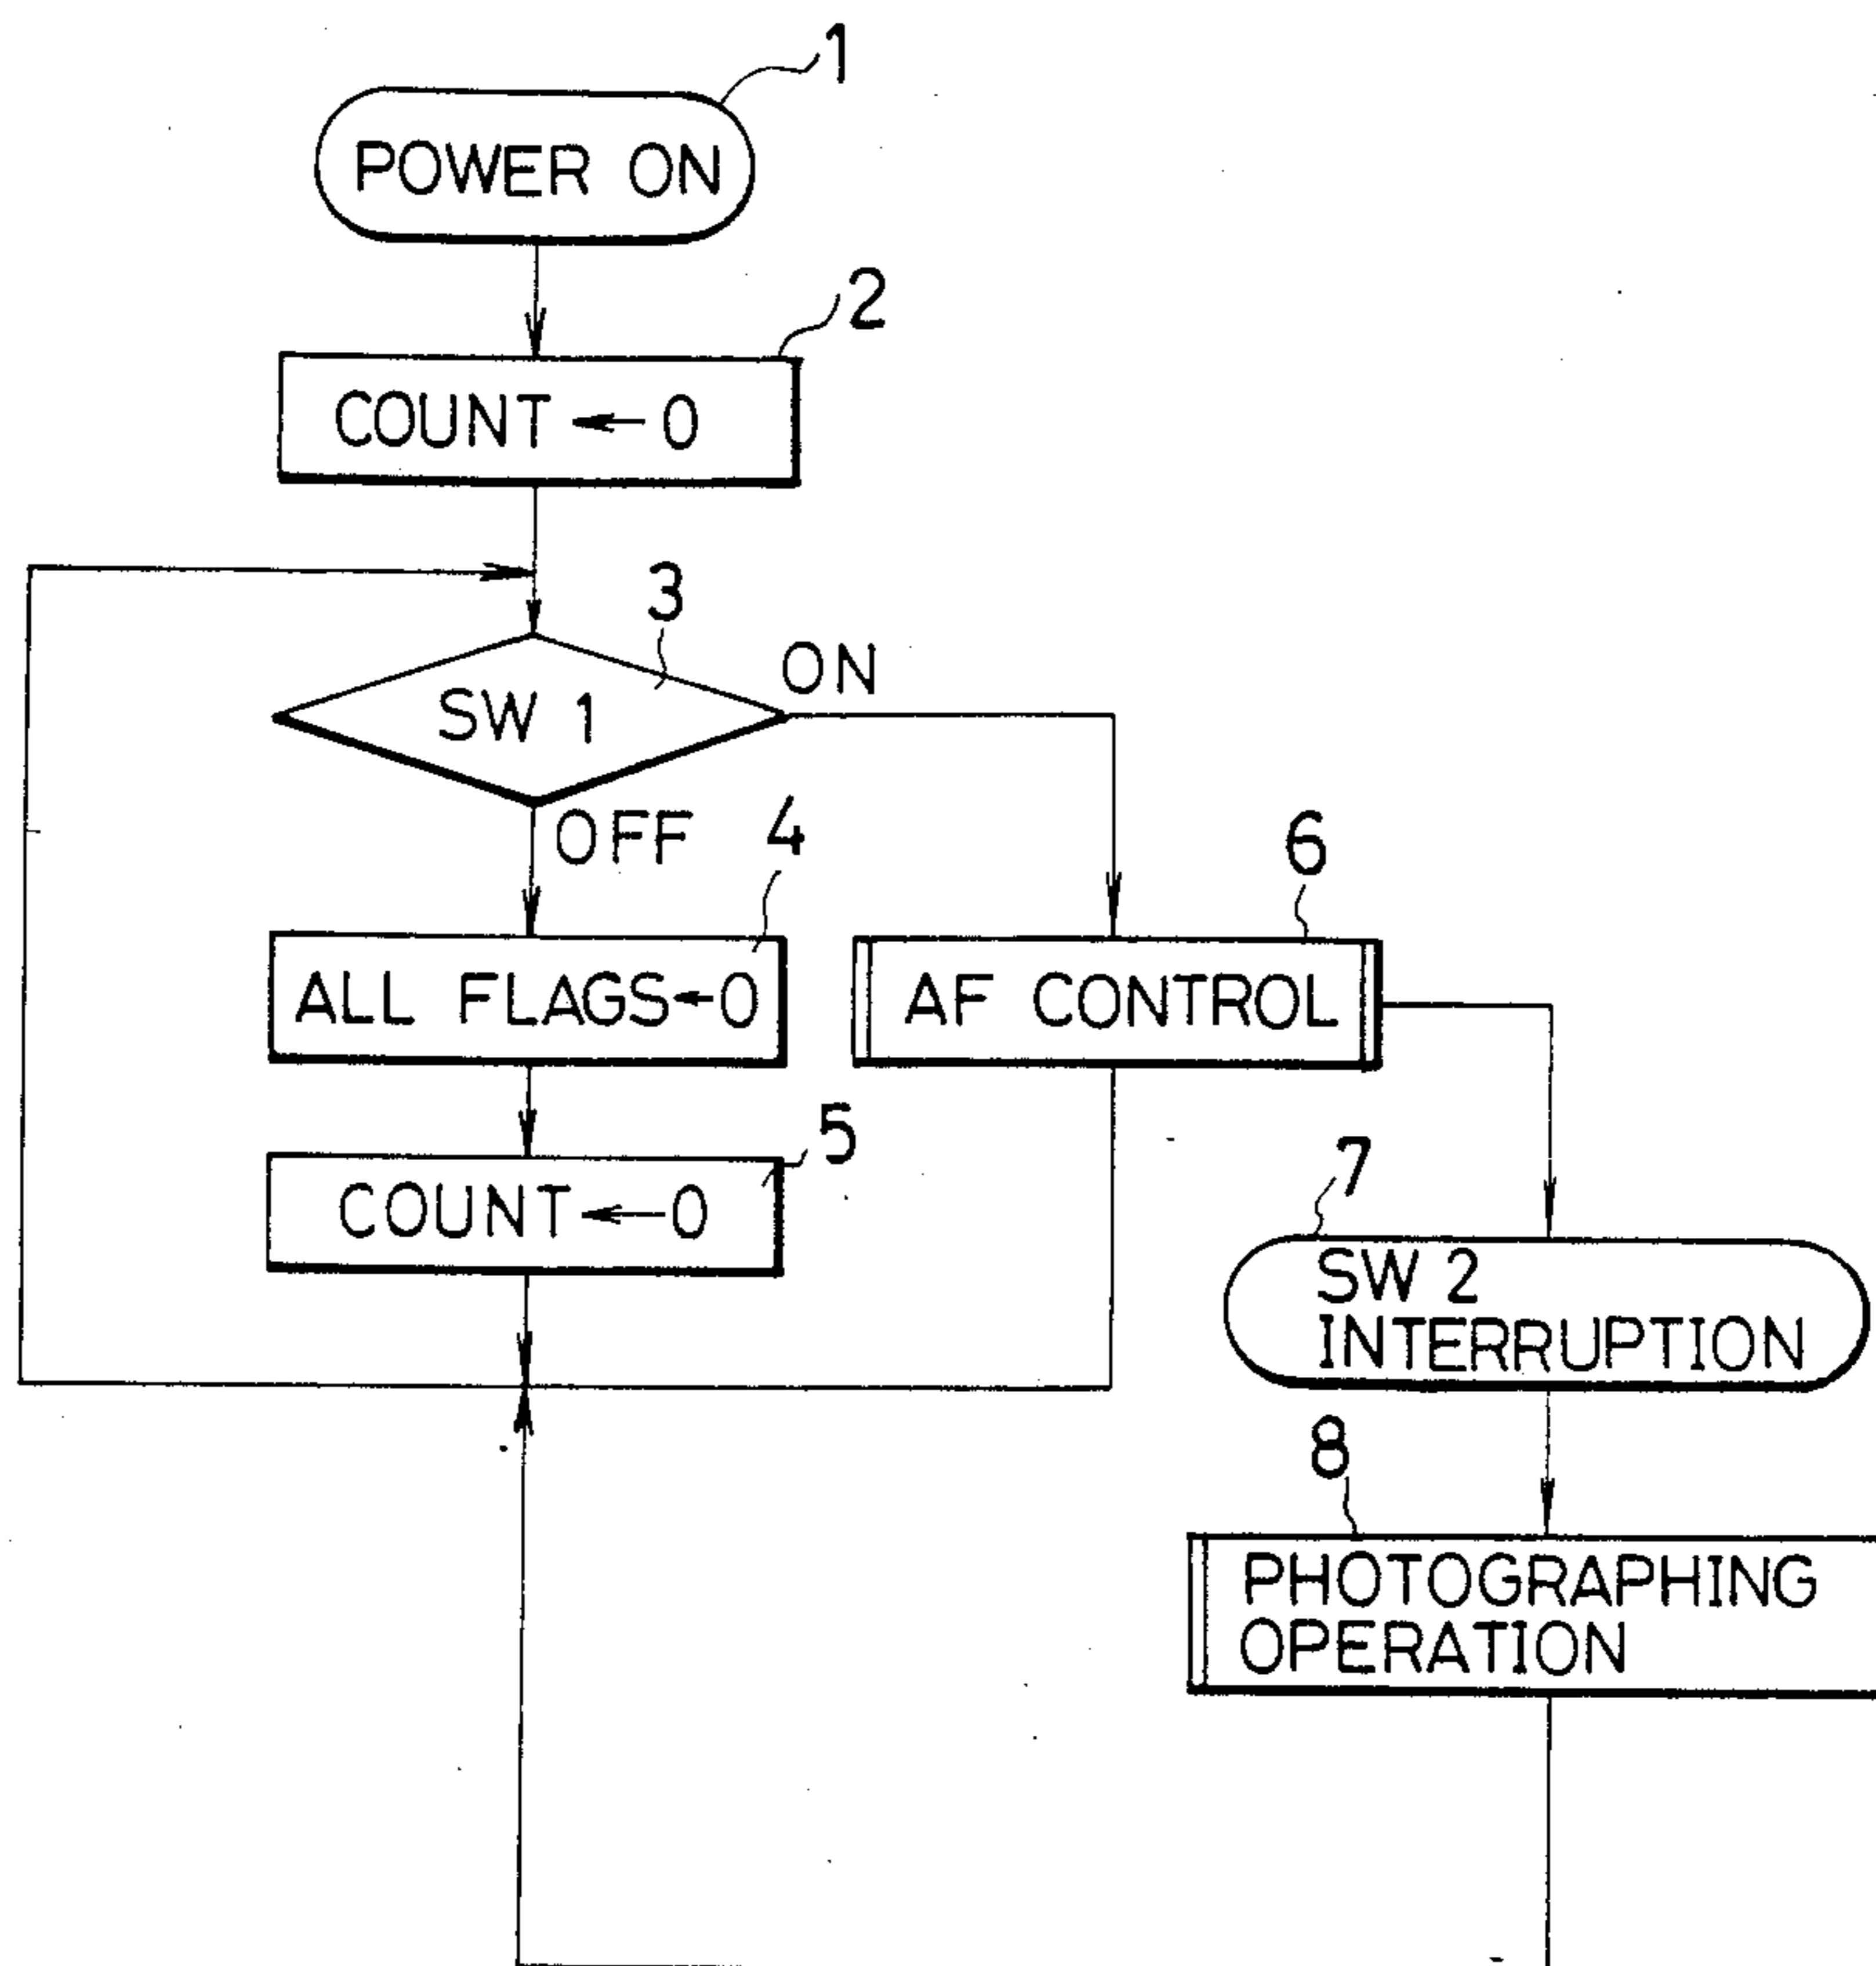 1
POWER ON
2
COUNT ← 0
3
SW 1
ON
OFF
4
ALL FLAGS ← 0
5
COUNT ← 0
6
AF CONTROL
7
SW 2
INTERRUPTION
8
PHOTOGRAPHING
OPERATION